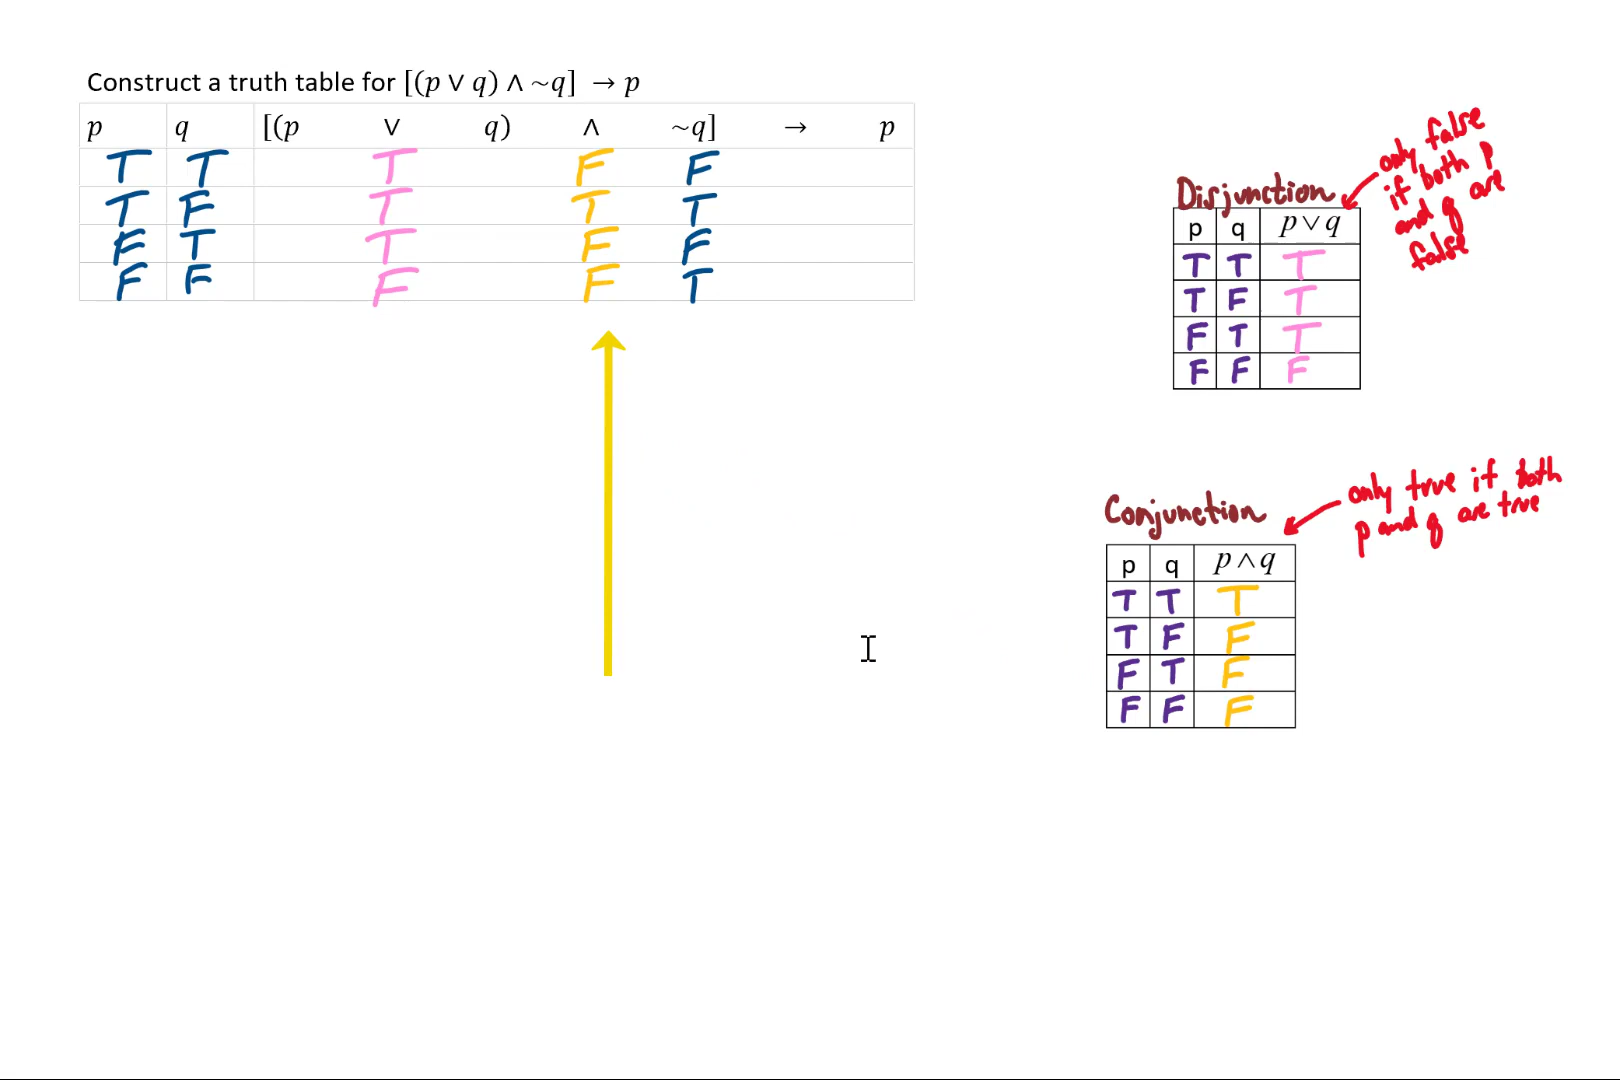 Construct a truth table for [(p ∨ q) ∧ ~q] → p
p q [(p ∨ q) ∧ ~q] → p
T T T F F
T F T T T
F T T F F
F F F F T
only false
if both p
and q are
false
Disjunction
p q p ∨ q
T T T
T F T
F T T
F F F
only true if both
p and q are true
Conjunction
p q p ∧ q
T T T
T F F
F T F
F F F